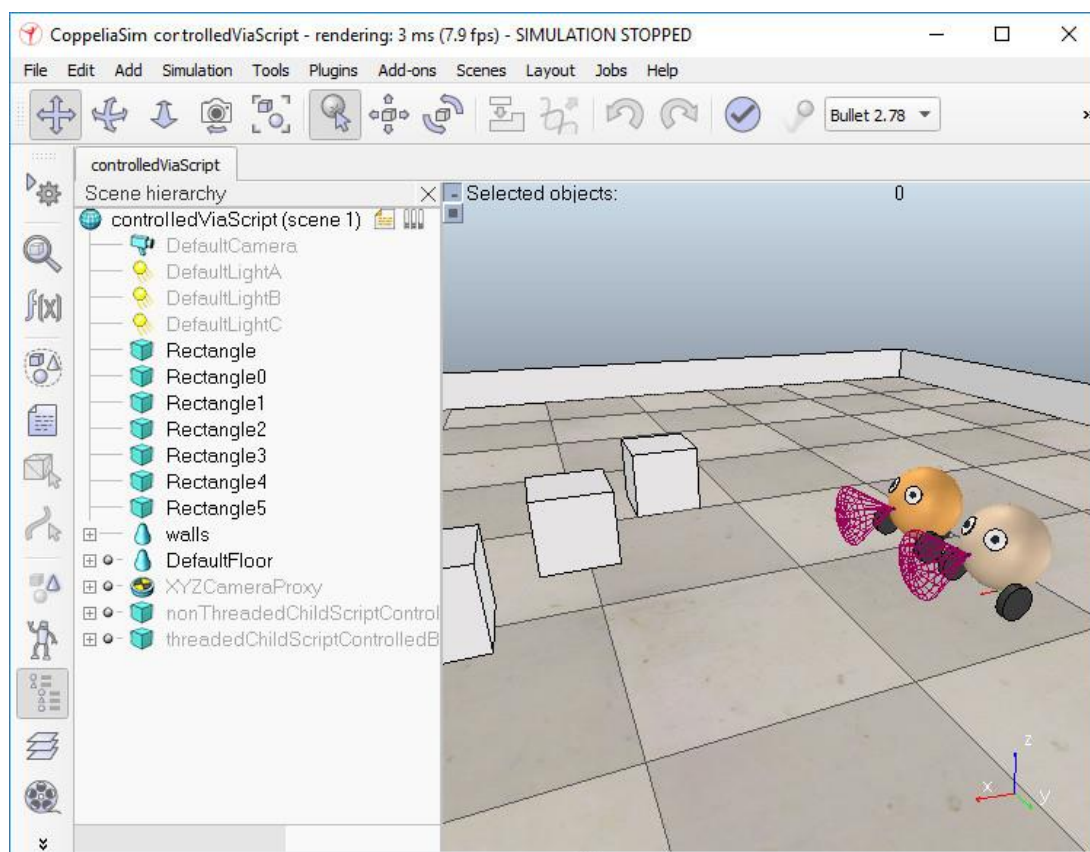 CoppeliaSim controlledViaScript - rendering: 3 ms (7.9 fps) - SIMULATION STOPPED
File Edit Add Simulation Tools Plugins Add-ons Scenes Layout Jobs Help
Bullet 2.78
»
controlledViaScript
f(x)
Scene hierarchy
Selected objects: 0
controlledViaScript (scene 1)
DefaultCamera
DefaultLightA
DefaultLightB
DefaultLightC
Rectangle
Rectangle0
Rectangle1
Rectangle2
Rectangle3
Rectangle4
Rectangle5
walls
DefaultFloor
XYZCameraProxy
nonThreadedChildScriptControl
threadedChildScriptControlledB
z
x
y